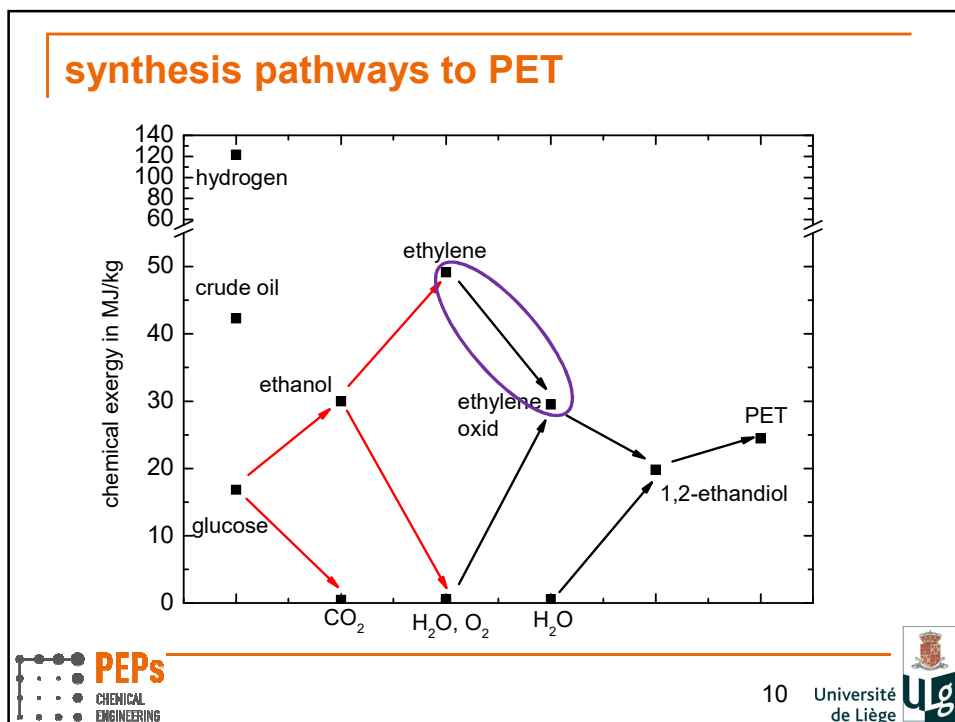 synthesis pathways to PET
chemical exergy in MJ/kg
140
120
100
80
60
50
40
30
20
10
0
hydrogen
crude oil
ethylene
ethanol
ethylene
oxid
PET
1,2-ethandiol
glucose
CO₂
H₂O, O₂
H₂O
PEPs
CHEMICAL
ENGINEERING
10
Université
de Liège
ULg